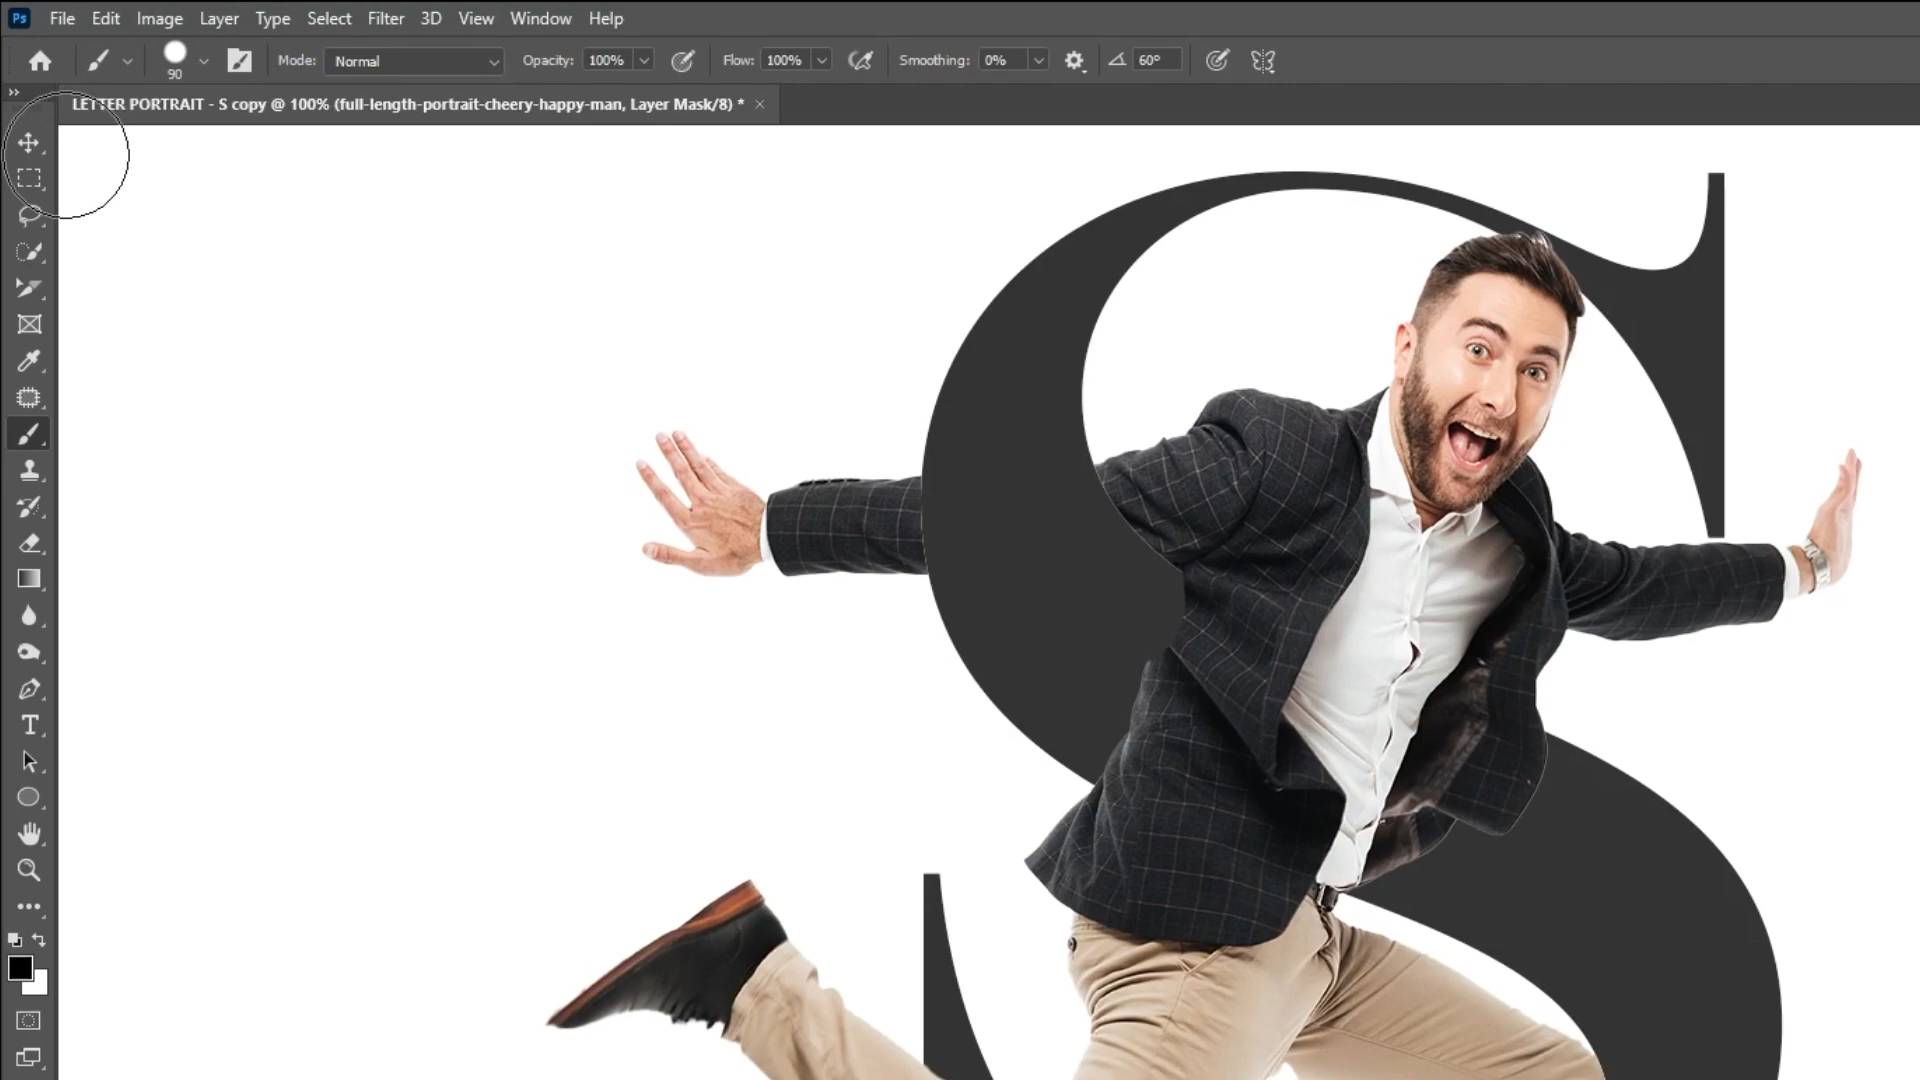 Ps File Edit Image Layer Type Select Filter 3D View Window Help
90 Mode: Normal Opacity: 100% Flow: 100% Smoothing: 0% 60°
LETTER PORTRAIT - S copy @ 100% (full-length-portrait-cheery-happy-man, Layer Mask/8) * ×
S
T